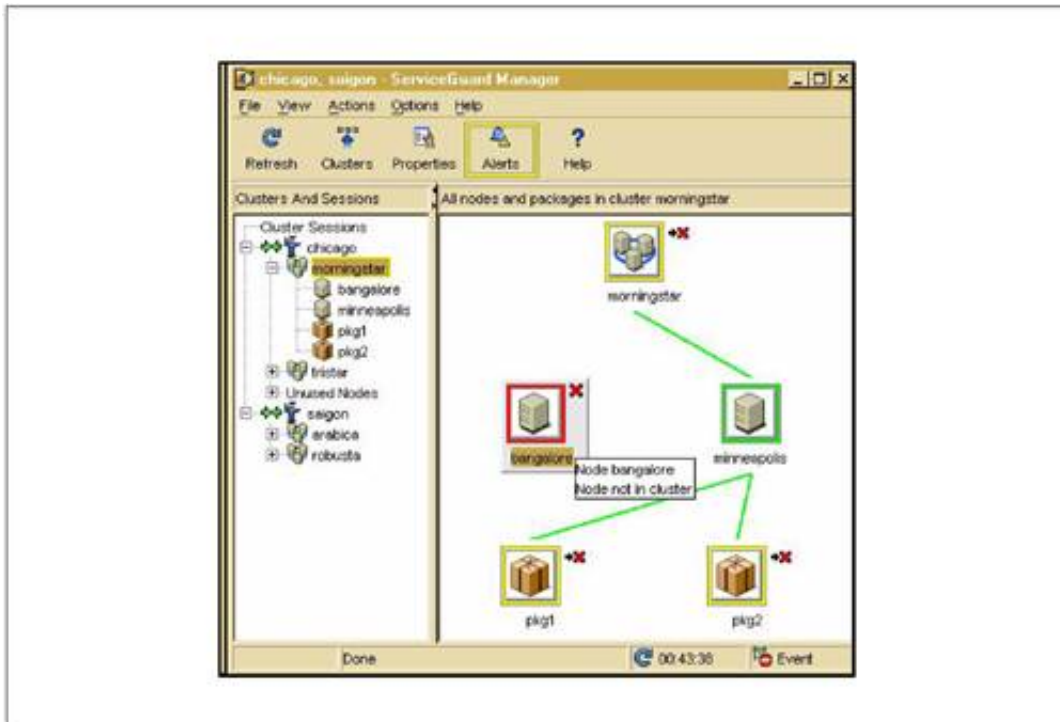 chicago, saigon - ServiceGuard Manager
File View Actions Options Help
Refresh Clusters Properties Alerts Help
Clusters And Sessions
Cluster Sessions
chicago
morningstar
bangalore
minneapolis
pkg1
pkg2
tristar
Unused Nodes
saigon
arabica
robusta
All nodes and packages in cluster morningstar
morningstar
bangalore
minneapolis
Node bangalore
Node not in cluster
pkg1
pkg2
Done
00:43:36
Event